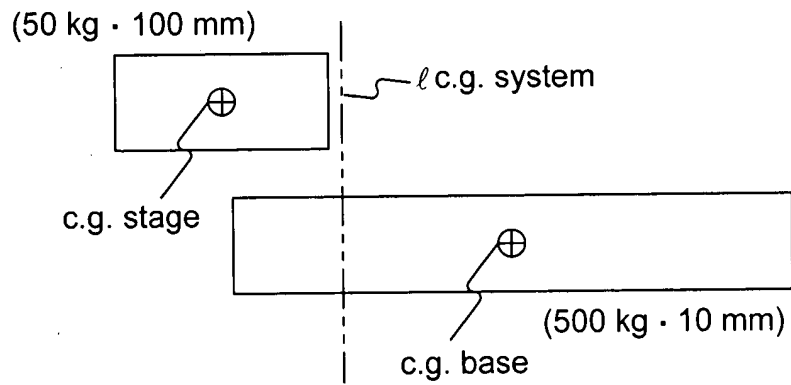 (50 kg · 100 mm)
ℓ c.g. system
c.g. stage
(500 kg · 10 mm)
c.g. base